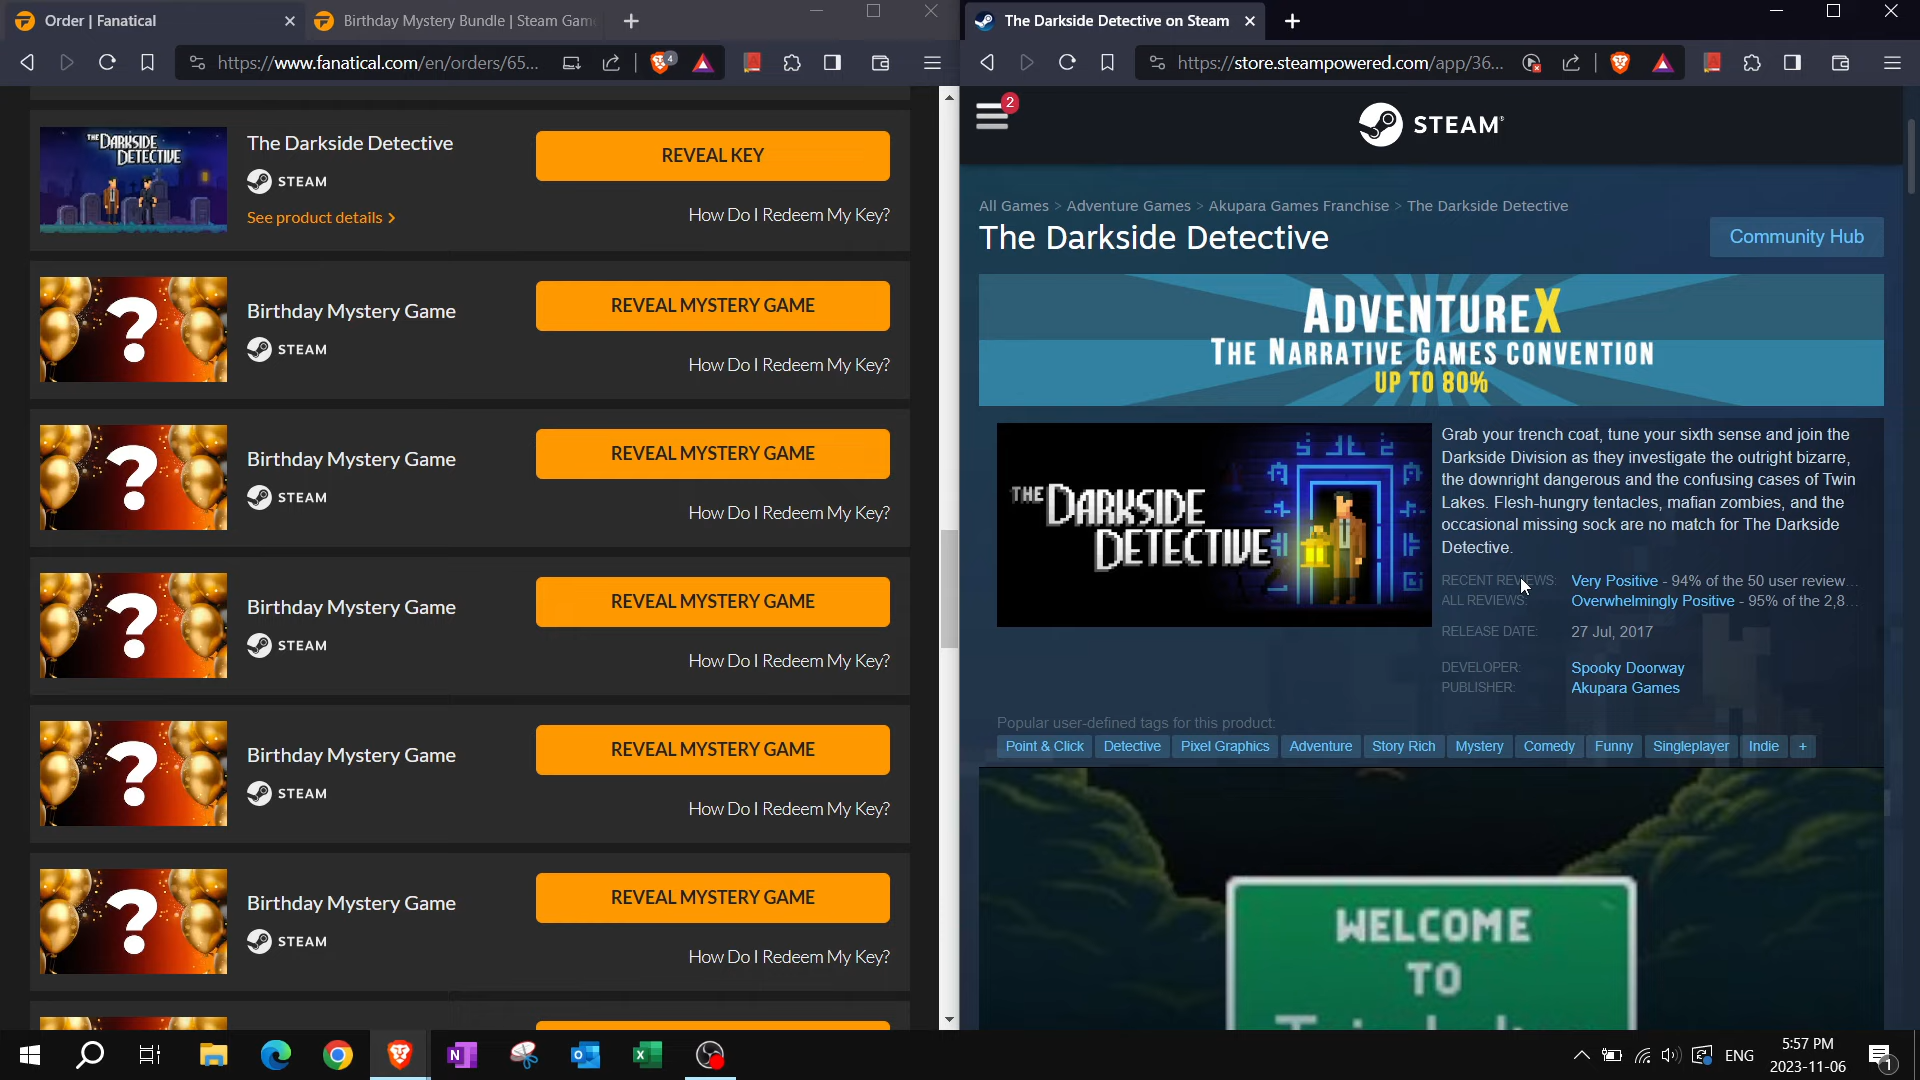 Order | Fanatical
Birthday Mystery Bundle | Steam Gam
https://www.fanatical.com/en/orders/65...
4
THE DARKSIDE
DETECTIVE
The Darkside Detective
STEAM
See product details >
REVEAL KEY
How Do I Redeem My Key?
?
Birthday Mystery Game
STEAM
REVEAL MYSTERY GAME
How Do I Redeem My Key?
?
Birthday Mystery Game
STEAM
REVEAL MYSTERY GAME
How Do I Redeem My Key?
?
Birthday Mystery Game
STEAM
REVEAL MYSTERY GAME
How Do I Redeem My Key?
?
Birthday Mystery Game
STEAM
REVEAL MYSTERY GAME
How Do I Redeem My Key?
?
Birthday Mystery Game
STEAM
REVEAL MYSTERY GAME
How Do I Redeem My Key?
The Darkside Detective on Steam
https://store.steampowered.com/app/36...
2
STEAM®
All Games > Adventure Games > Akupara Games Franchise > The Darkside Detective
The Darkside Detective
Community Hub
ADVENTUREX
THE NARRATIVE GAMES CONVENTION
UP TO 80%
THE DARKSIDE
DETECTIVE
Grab your trench coat, tune your sixth sense and join the
Darkside Division as they investigate the outright bizarre,
the downright dangerous and the confusing cases of Twin
Lakes. Flesh-hungry tentacles, mafian zombies, and the
occasional missing sock are no match for The Darkside
Detective.
RECENT REVIEWS: Very Positive - 94% of the 50 user review...
ALL REVIEWS: Overwhelmingly Positive - 95% of the 2,8...
RELEASE DATE: 27 Jul, 2017
DEVELOPER: Spooky Doorway
PUBLISHER: Akupara Games
Popular user-defined tags for this product:
Point & Click Detective Pixel Graphics Adventure Story Rich Mystery Comedy Funny Singleplayer Indie +
WELCOME
TO
ENG
5:57 PM
2023-11-06
1